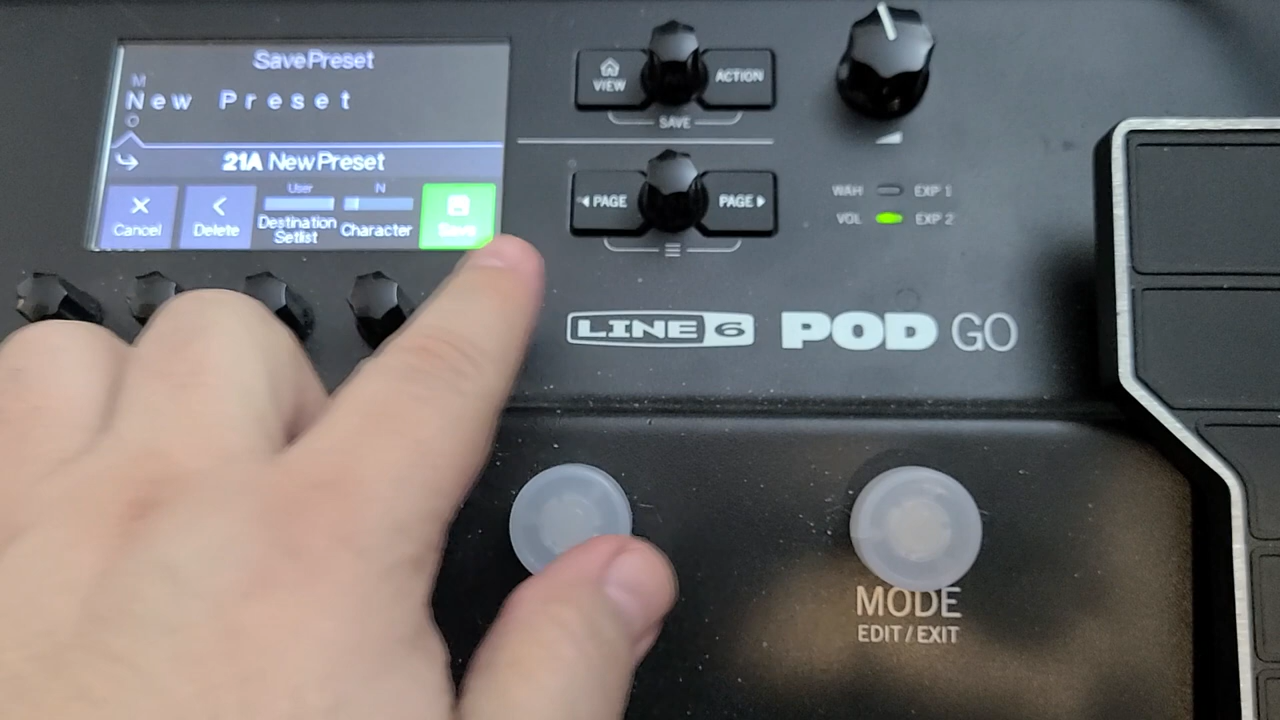 Save Preset
M
New Preset
O
21A New Preset
User
N
Cancel
Delete
Destination
Setlist
Character
Save
VIEW
ACTION
SAVE
PAGE
PAGE
WAH
EXP 1
VOL
EXP 2
LINE 6
POD GO
MODE
EDIT/EXIT